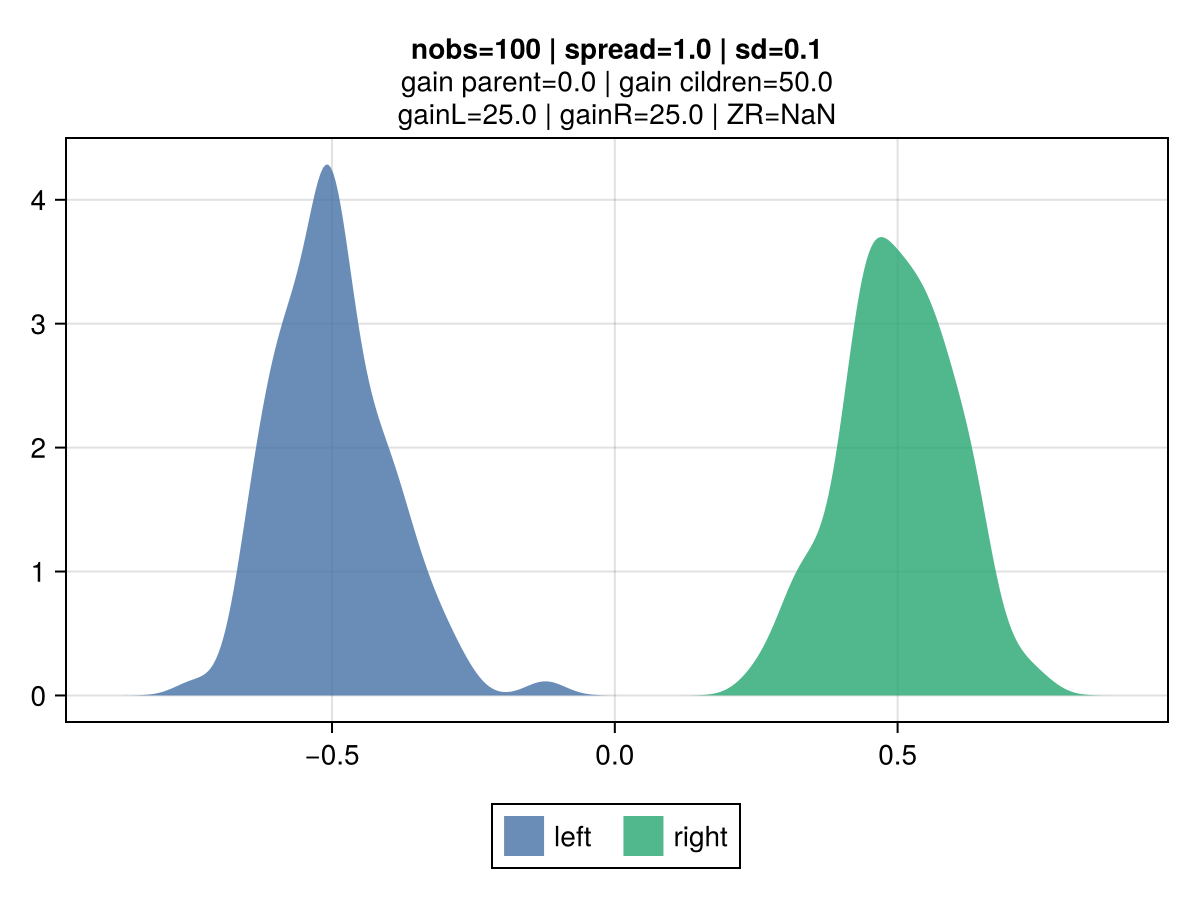 nobs=100 | spread=1.0 | sd=0.1
gain parent=0.0 | gain cildren=50.0
gainL=25.0 | gainR=25.0 | ZR=NaN
4
3
2
1
0
−0.5 0.0 0.5
left right